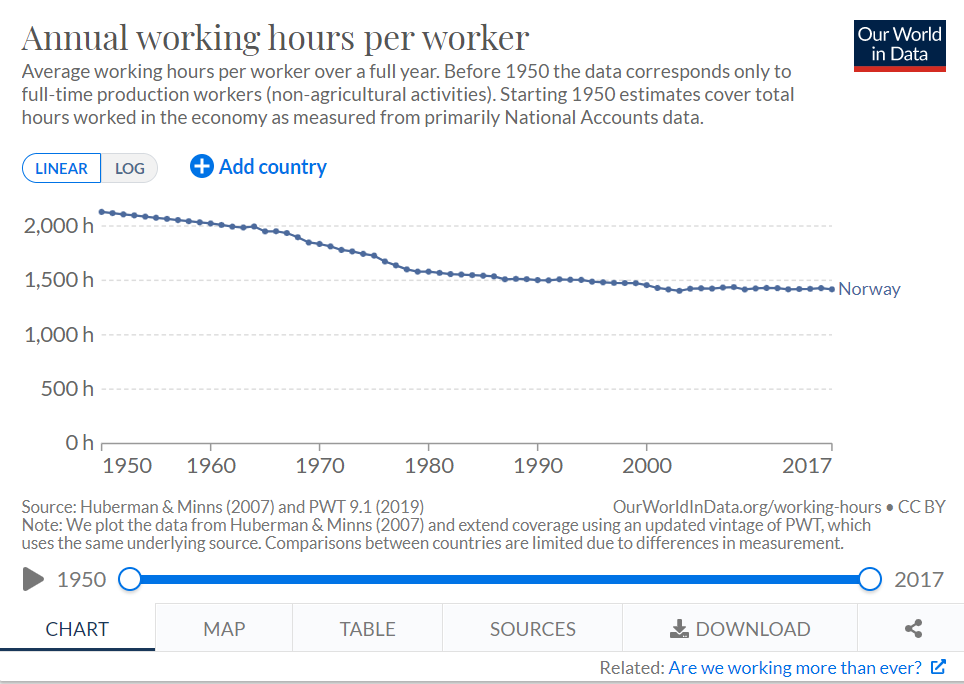 Annual working hours per worker
Our World
in Data
Average working hours per worker over a full year. Before 1950 the data corresponds only to
full-time production workers (non-agricultural activities). Starting 1950 estimates cover total
hours worked in the economy as measured from primarily National Accounts data.
LINEAR LOG Add country
2,000 h
1,500 h
Norway
1,000 h
500 h
0 h
1950 1960 1970 1980 1990 2000 2017
Source: Huberman & Minns (2007) and PWT 9.1 (2019) OurWorldInData.org/working-hours • CC BY
Note: We plot the data from Huberman & Minns (2007) and extend coverage using an updated vintage of PWT, which
uses the same underlying source. Comparisons between countries are limited due to differences in measurement.
1950 2017
CHART MAP TABLE SOURCES DOWNLOAD
Related: Are we working more than ever?